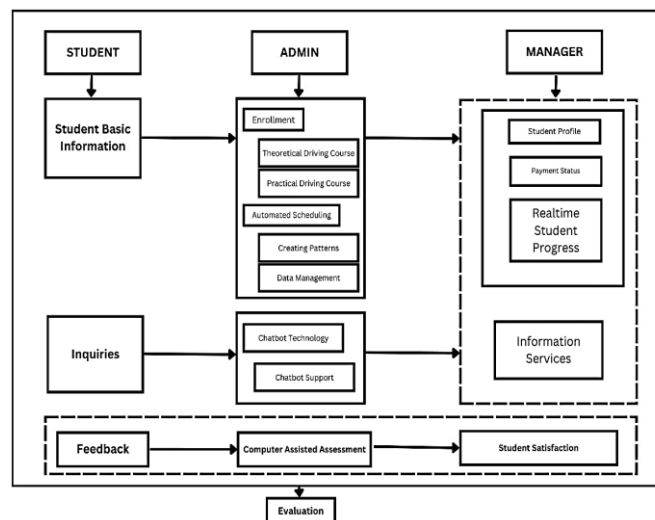 STUDENT
ADMIN
MANAGER
Student Basic
Information
Enrollment
Theoretical Driving Course
Practical Driving Course
Automated Scheduling
Creating Patterns
Data Management
Student Profile
Payment Status
Realtime
Student
Progress
Inquiries
Chatbot Technology
Chatbot Support
Information
Services
Feedback
Computer Assisted Assessment
Student Satisfaction
Evaluation